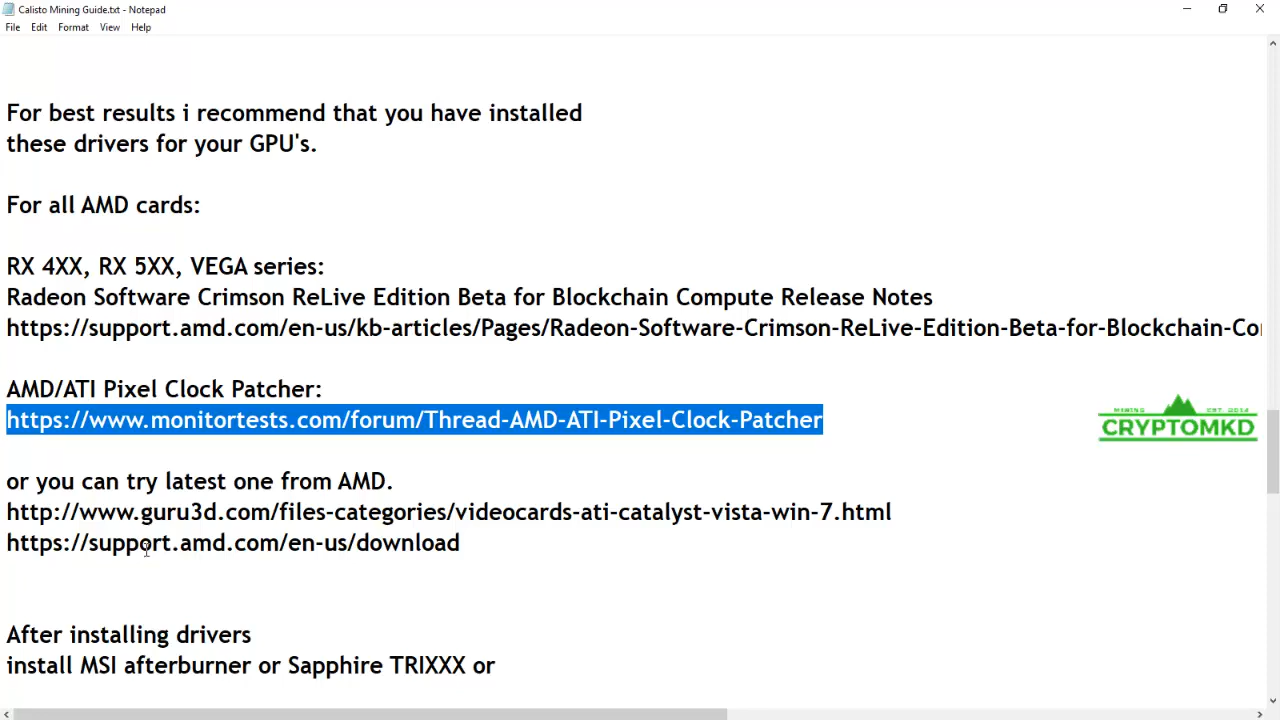 Calisto Mining Guide.txt - Notepad
File Edit Format View Help
For best results i recommend that you have installed
these drivers for your GPU's.
For all AMD cards:
RX 4XX, RX 5XX, VEGA series:
Radeon Software Crimson ReLive Edition Beta for Blockchain Compute Release Notes
https://support.amd.com/en-us/kb-articles/Pages/Radeon-Software-Crimson-ReLive-Edition-Beta-for-Blockchain-Co
AMD/ATI Pixel Clock Patcher:
https://www.monitortests.com/forum/Thread-AMD-ATI-Pixel-Clock-Patcher
MINING EST. 2014
CRYPTOMKD
or you can try latest one from AMD.
http://www.guru3d.com/files-categories/videocards-ati-catalyst-vista-win-7.html
https://support.amd.com/en-us/download
After installing drivers
install MSI afterburner or Sapphire TRIXXX or